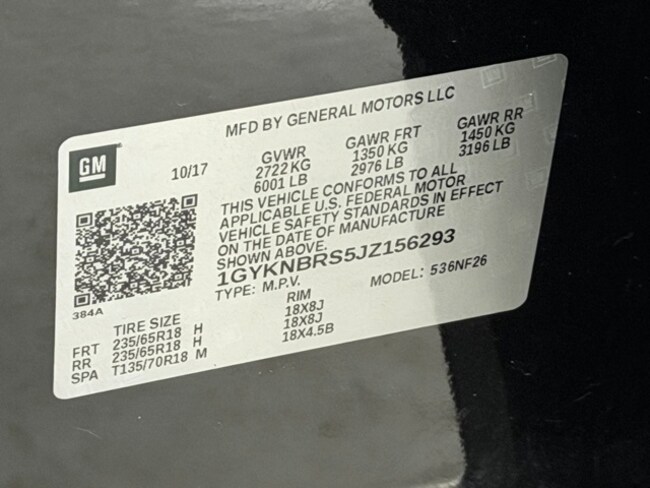 MFD BY GENERAL MOTORS LLC
GM
10/17
GVWR GAWR FRT GAWR RR
2722 KG 1350 KG 1450 KG
6001 LB 2976 LB 3196 LB
THIS VEHICLE CONFORMS TO ALL
APPLICABLE U.S. FEDERAL MOTOR
VEHICLE SAFETY STANDARDS IN EFFECT
ON THE DATE OF MANUFACTURE
SHOWN ABOVE.
1GYKNBRS5JZ156293
TYPE: M.P.V. MODEL: 536NF26
384A
TIRE SIZE RIM
FRT 235/65R18 H 18X8J
RR 235/65R18 H 18X8J
SPA T135/70R18 M 18X4.5B